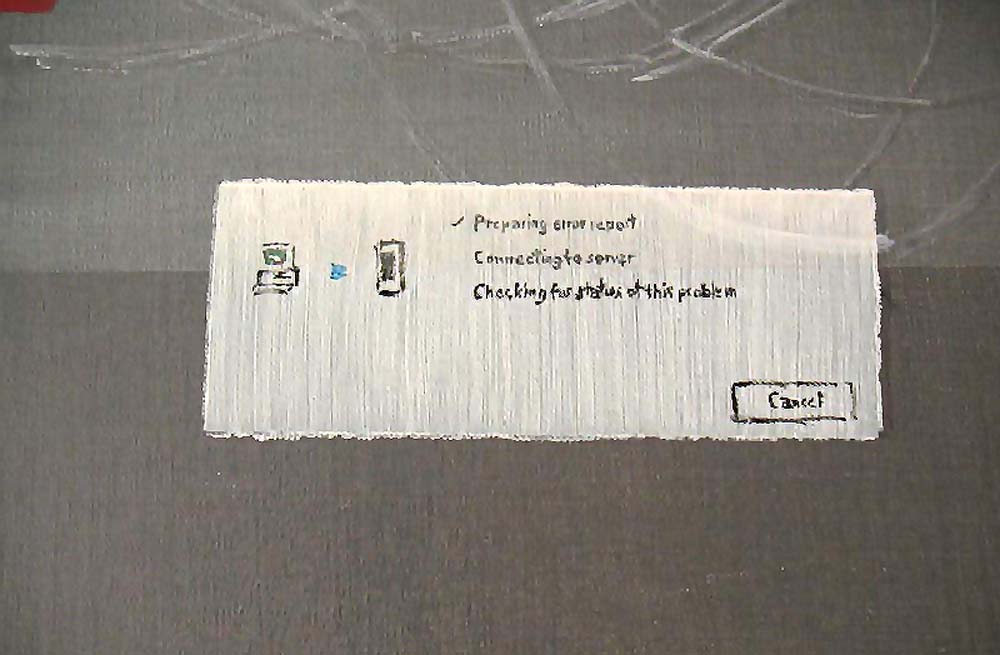 ✓ Preparing error report
Connecting to server
Checking for status of this problem
Cancel